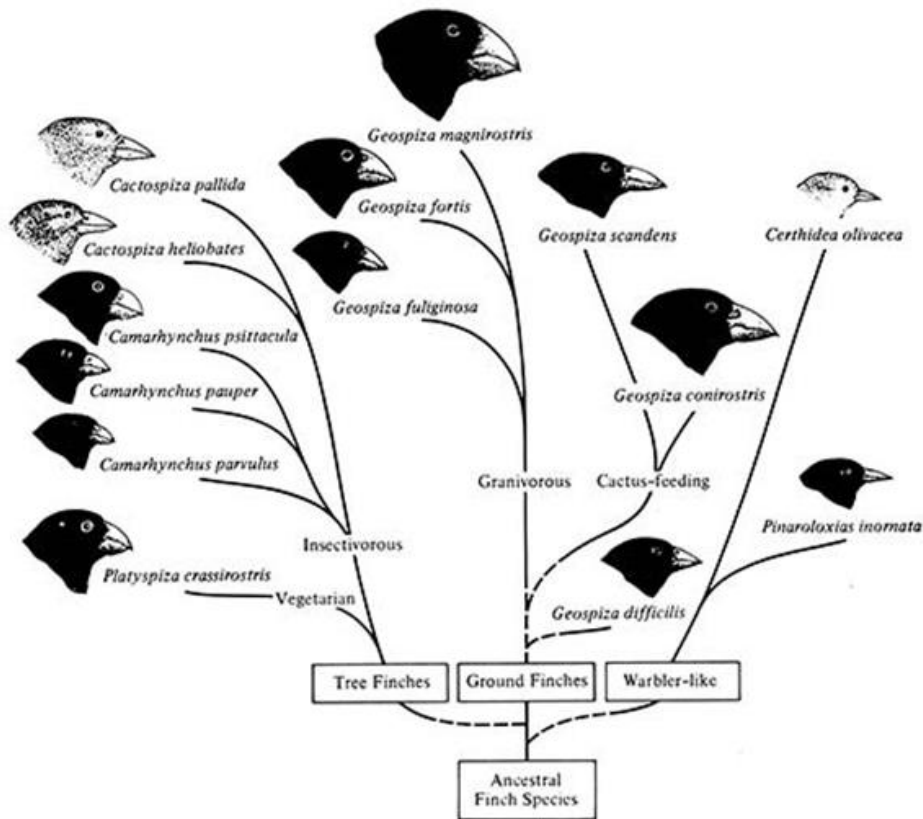 Geospiza magnirostris
Cactospiza pallida
Geospiza fortis
Geospiza scandens
Certhidea olivacea
Cactospiza heliobates
Geospiza fuliginosa
Camarhynchus psittacula
Camarhynchus pauper
Geospiza conirostris
Camarhynchus parvulus
Granivorous
Cactus-feeding
Pinaroloxias inornata
Insectivorous
Platyspiza crassirostris
Vegetarian
Geospiza difficilis
Tree Finches
Ground Finches
Warbler-like
Ancestral
Finch Species